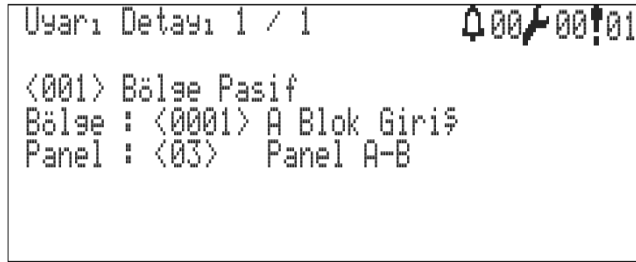 Uyarı Detayı 1 / 1 00 00 01
<001> Bölge Pasif
Bölge : <0001> A Blok Giriş
Panel : <03> Panel A-B